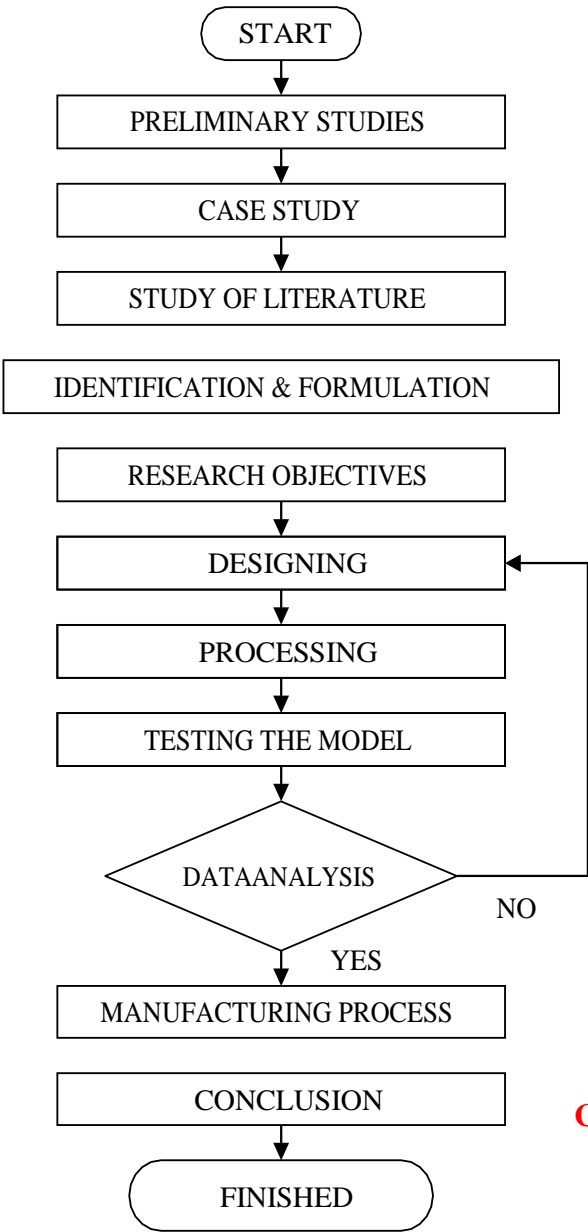 START
PRELIMINARY STUDIES
CASE STUDY
STUDY OF LITERATURE
IDENTIFICATION & FORMULATION
RESEARCH OBJECTIVES
DESIGNING
PROCESSING
TESTING THE MODEL
DATAANALYSIS
NO
YES
MANUFACTURING PROCESS
CONCLUSION
FINISHED